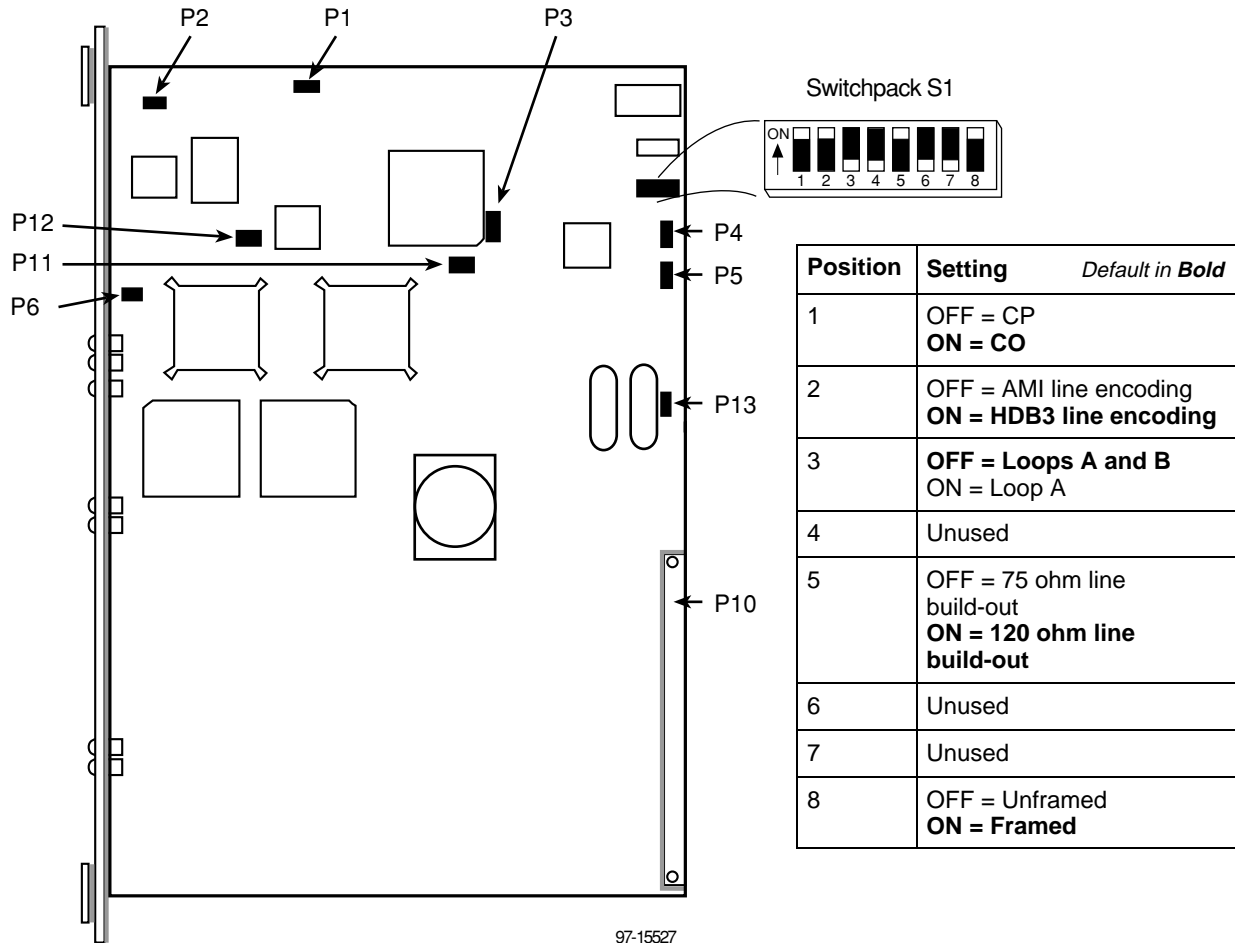 P2
P1
P3
Switchpack S1
ON
1 2 3 4 5 6 7 8
P12
P4
P11
P5
P6
P13
P10
Position Setting Default in Bold
1 OFF = CP
ON = CO
2 OFF = AMI line encoding
ON = HDB3 line encoding
3 OFF = Loops A and B
ON = Loop A
4 Unused
5 OFF = 75 ohm line
build-out
ON = 120 ohm line
build-out
6 Unused
7 Unused
8 OFF = Unframed
ON = Framed
97-15527